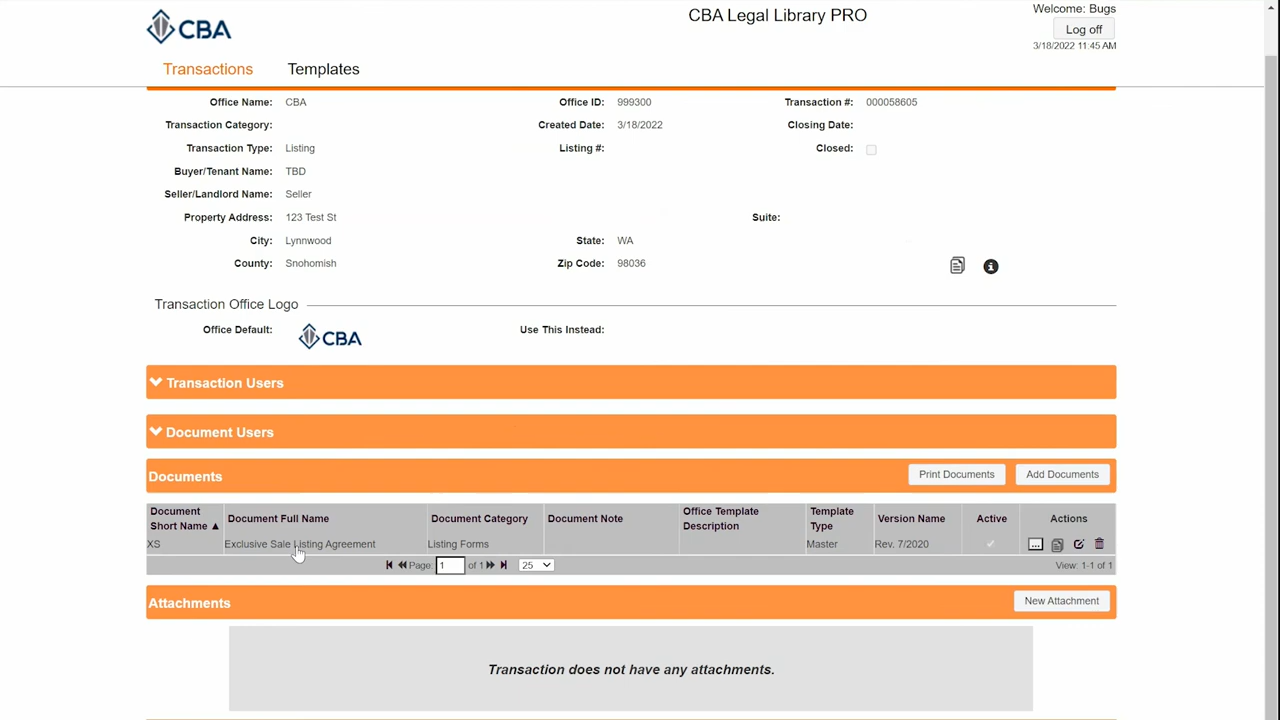 CBA
CBA Legal Library PRO
Welcome: Bugs
Log off
3/18/2022 11:45 AM
Transactions Templates
Office Name: CBA Office ID: 999300 Transaction #: 000058605
Transaction Category: Created Date: 3/18/2022 Closing Date:
Transaction Type: Listing Listing #: Closed:
Buyer/Tenant Name: TBD
Seller/Landlord Name: Seller
Property Address: 123 Test St Suite:
City: Lynnwood State: WA
County: Snohomish Zip Code: 98036
Transaction Office Logo
Office Default: CBA Use This Instead:
Transaction Users
Document Users
Documents Print Documents Add Documents
Document Short Name ▲ Document Full Name Document Category Document Note Office Template Description Template Type Version Name Active Actions
XS Exclusive Sale Listing Agreement Listing Forms Master Rev. 7/2020 ...
Page: 1 of 1 25 View: 1-1 of 1
Attachments New Attachment
Transaction does not have any attachments.